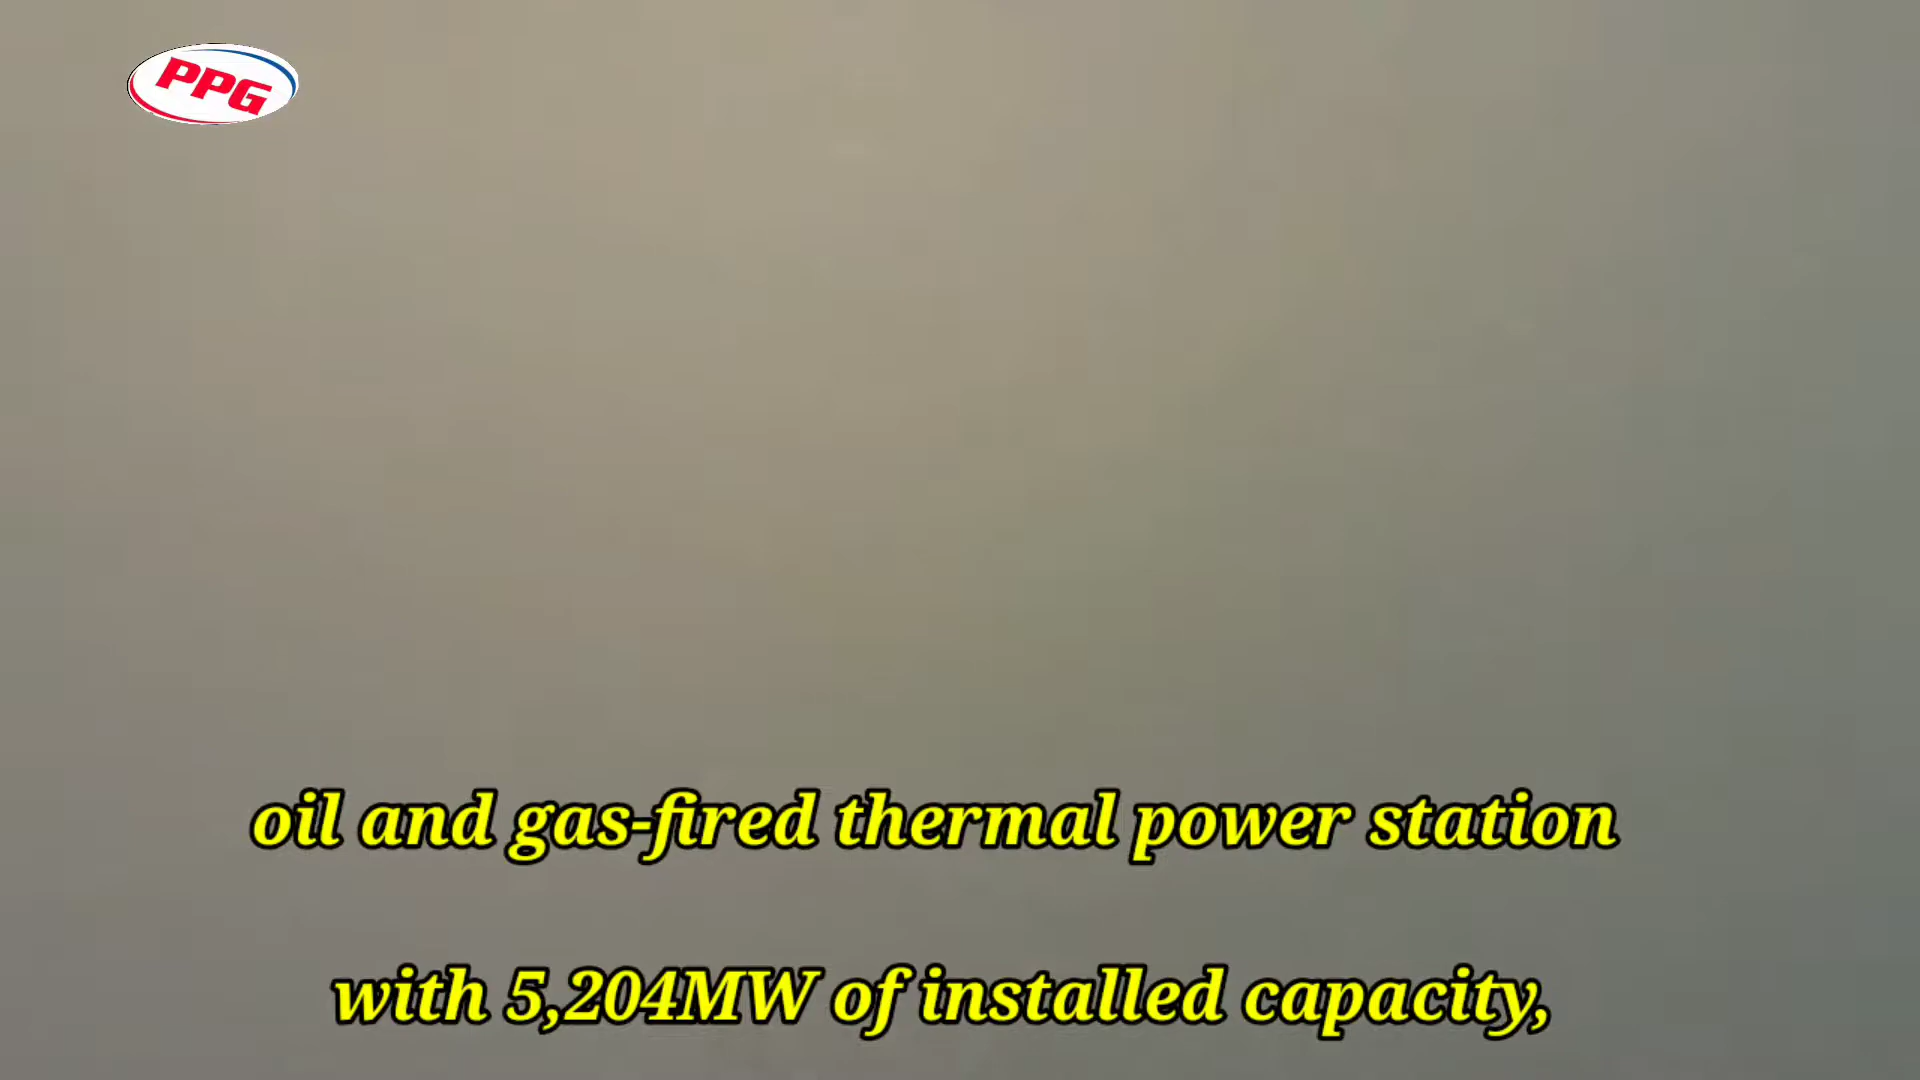 PPG
oil and gas-fired thermal power station
with 5,204MW of installed capacity,